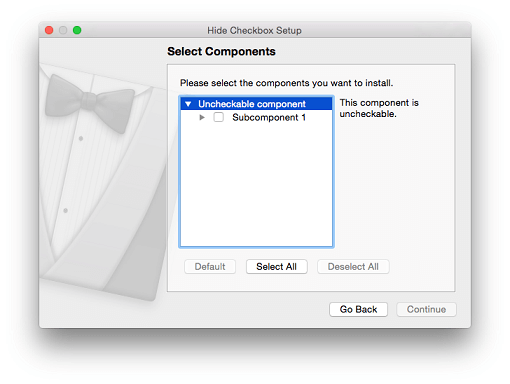 Hide Checkbox Setup
Select Components
Please select the components you want to install.
Uncheckable component
Subcomponent 1
This component is
uncheckable.
Default
Select All
Deselect All
Go Back
Continue